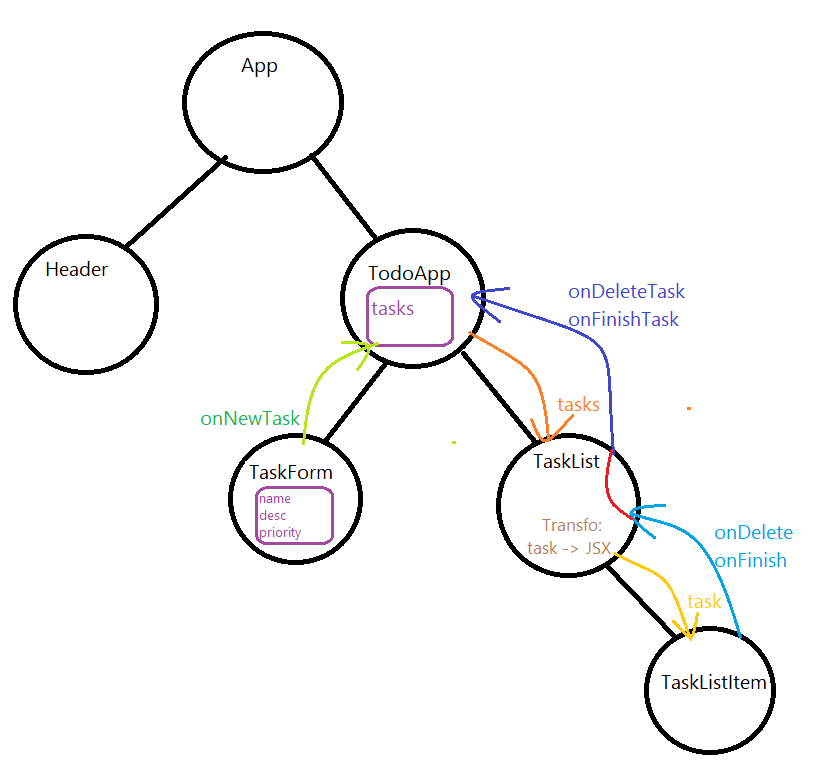 App
Header
TodoApp
tasks
onDeleteTask
onFinishTask
tasks
onNewTask
TaskForm
name
desc
priority
TaskList
Transfo:
task -> JSX
onDelete
onFinish
task
TaskListItem